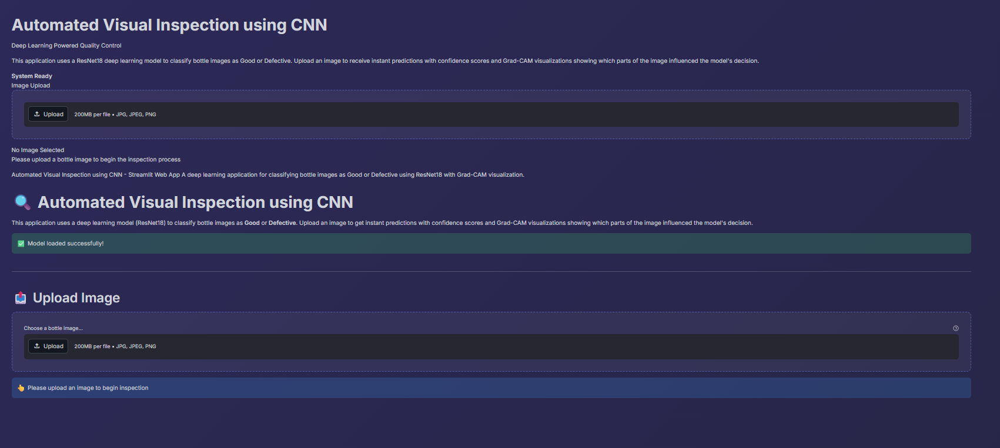 Automated Visual Inspection using CNN
Deep Learning Powered Quality Control
This application uses a ResNet18 deep learning model to classify bottle images as Good or Defective. Upload an image to receive instant predictions with confidence scores and Grad-CAM visualizations showing which parts of the image influenced the model's decision.
System Ready
Image Upload
Upload 200MB per file • JPG, JPEG, PNG
No Image Selected
Please upload a bottle image to begin the inspection process
Automated Visual Inspection using CNN - Streamlit Web App A deep learning application for classifying bottle images as Good or Defective using ResNet18 with Grad-CAM visualization.
🔍 Automated Visual Inspection using CNN
This application uses a deep learning model (ResNet18) to classify bottle images as Good or Defective. Upload an image to get instant predictions with confidence scores and Grad-CAM visualizations showing which parts of the image influenced the model's decision.
✅ Model loaded successfully!
📤 Upload Image
Choose a bottle image...
Upload 200MB per file • JPG, JPEG, PNG
👆 Please upload an image to begin inspection